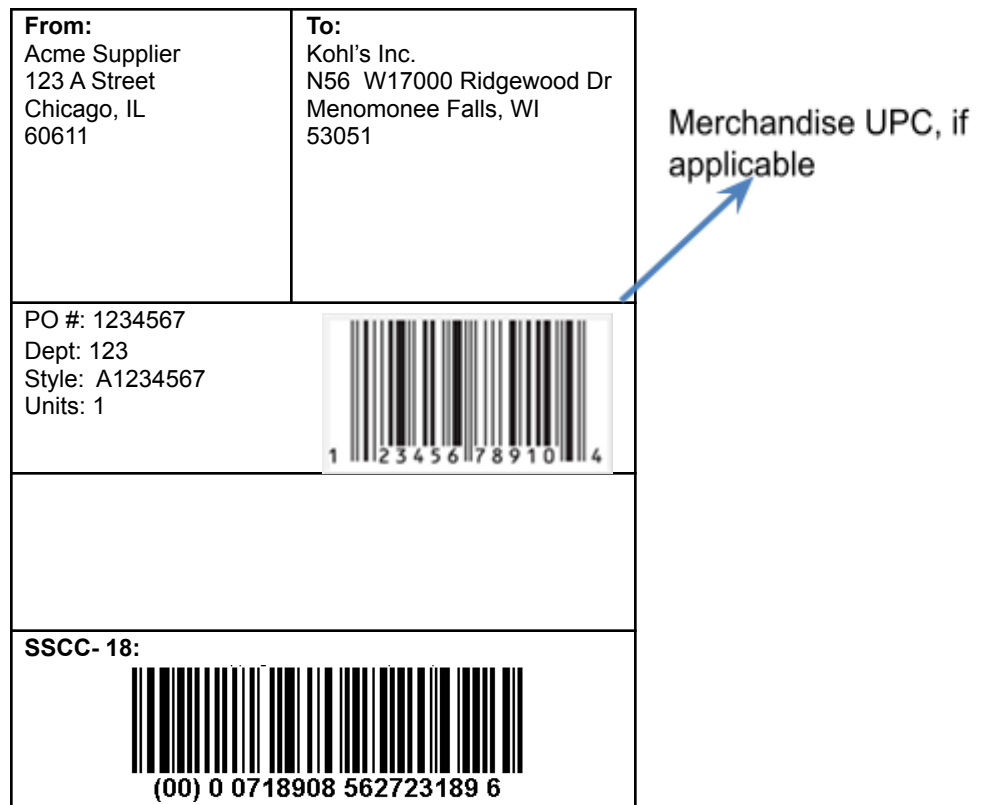 From:
Acme Supplier
123 A Street
Chicago, IL
60611
To:
Kohl's Inc.
N56 W17000 Ridgewood Dr
Menomonee Falls, WI
53051
Merchandise UPC, if
applicable
PO #: 1234567
Dept: 123
Style: A1234567
Units: 1
1 23456 78910 4
SSCC- 18:
(00) 0 0718908 562723189 6